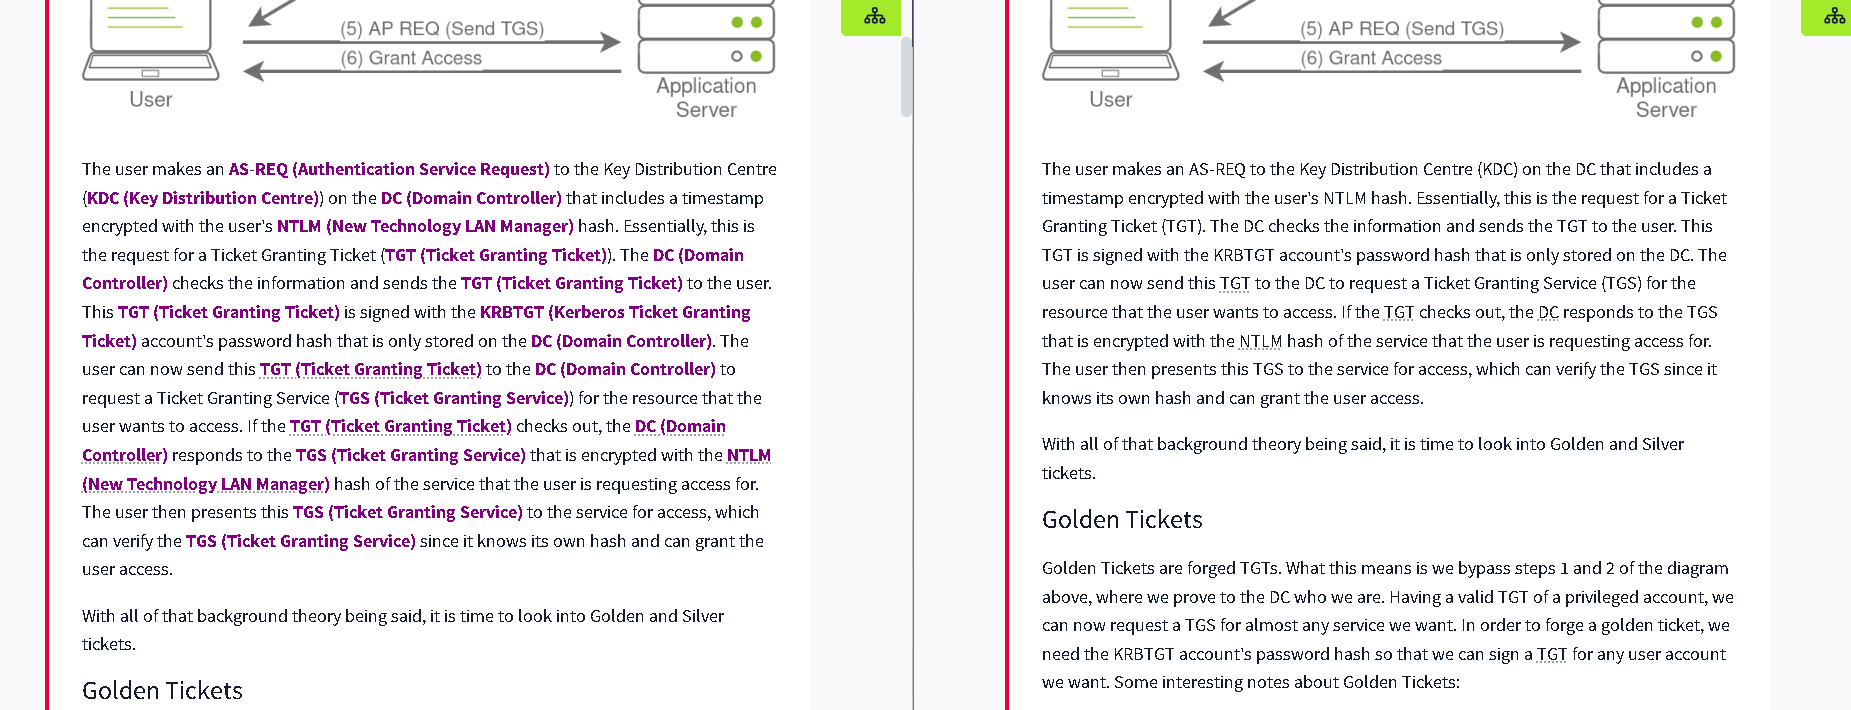 (5) AP REQ (Send TGS)
(6) Grant Access
User
Application
Server
The user makes an AS-REQ (Authentication Service Request) to the Key Distribution Centre
(KDC (Key Distribution Centre)) on the DC (Domain Controller) that includes a timestamp
encrypted with the user's NTLM (New Technology LAN Manager) hash. Essentially, this is
the request for a Ticket Granting Ticket (TGT (Ticket Granting Ticket)). The DC (Domain
Controller) checks the information and sends the TGT (Ticket Granting Ticket) to the user.
This TGT (Ticket Granting Ticket) is signed with the KRBTGT (Kerberos Ticket Granting
Ticket) account's password hash that is only stored on the DC (Domain Controller). The
user can now send this TGT (Ticket Granting Ticket) to the DC (Domain Controller) to
request a Ticket Granting Service (TGS (Ticket Granting Service)) for the resource that the
user wants to access. If the TGT (Ticket Granting Ticket) checks out, the DC (Domain
Controller) responds to the TGS (Ticket Granting Service) that is encrypted with the NTLM
(New Technology LAN Manager) hash of the service that the user is requesting access for.
The user then presents this TGS (Ticket Granting Service) to the service for access, which
can verify the TGS (Ticket Granting Service) since it knows its own hash and can grant the
user access.
With all of that background theory being said, it is time to look into Golden and Silver
tickets.
Golden Tickets
(5) AP REQ (Send TGS)
(6) Grant Access
User
Application
Server
The user makes an AS-REQ to the Key Distribution Centre (KDC) on the DC that includes a
timestamp encrypted with the user's NTLM hash. Essentially, this is the request for a Ticket
Granting Ticket (TGT). The DC checks the information and sends the TGT to the user. This
TGT is signed with the KRBTGT account's password hash that is only stored on the DC. The
user can now send this TGT to the DC to request a Ticket Granting Service (TGS) for the
resource that the user wants to access. If the TGT checks out, the DC responds to the TGS
that is encrypted with the NTLM hash of the service that the user is requesting access for.
The user then presents this TGS to the service for access, which can verify the TGS since it
knows its own hash and can grant the user access.
With all of that background theory being said, it is time to look into Golden and Silver
tickets.
Golden Tickets
Golden Tickets are forged TGTs. What this means is we bypass steps 1 and 2 of the diagram
above, where we prove to the DC who we are. Having a valid TGT of a privileged account, we
can now request a TGS for almost any service we want. In order to forge a golden ticket, we
need the KRBTGT account's password hash so that we can sign a TGT for any user account
we want. Some interesting notes about Golden Tickets: